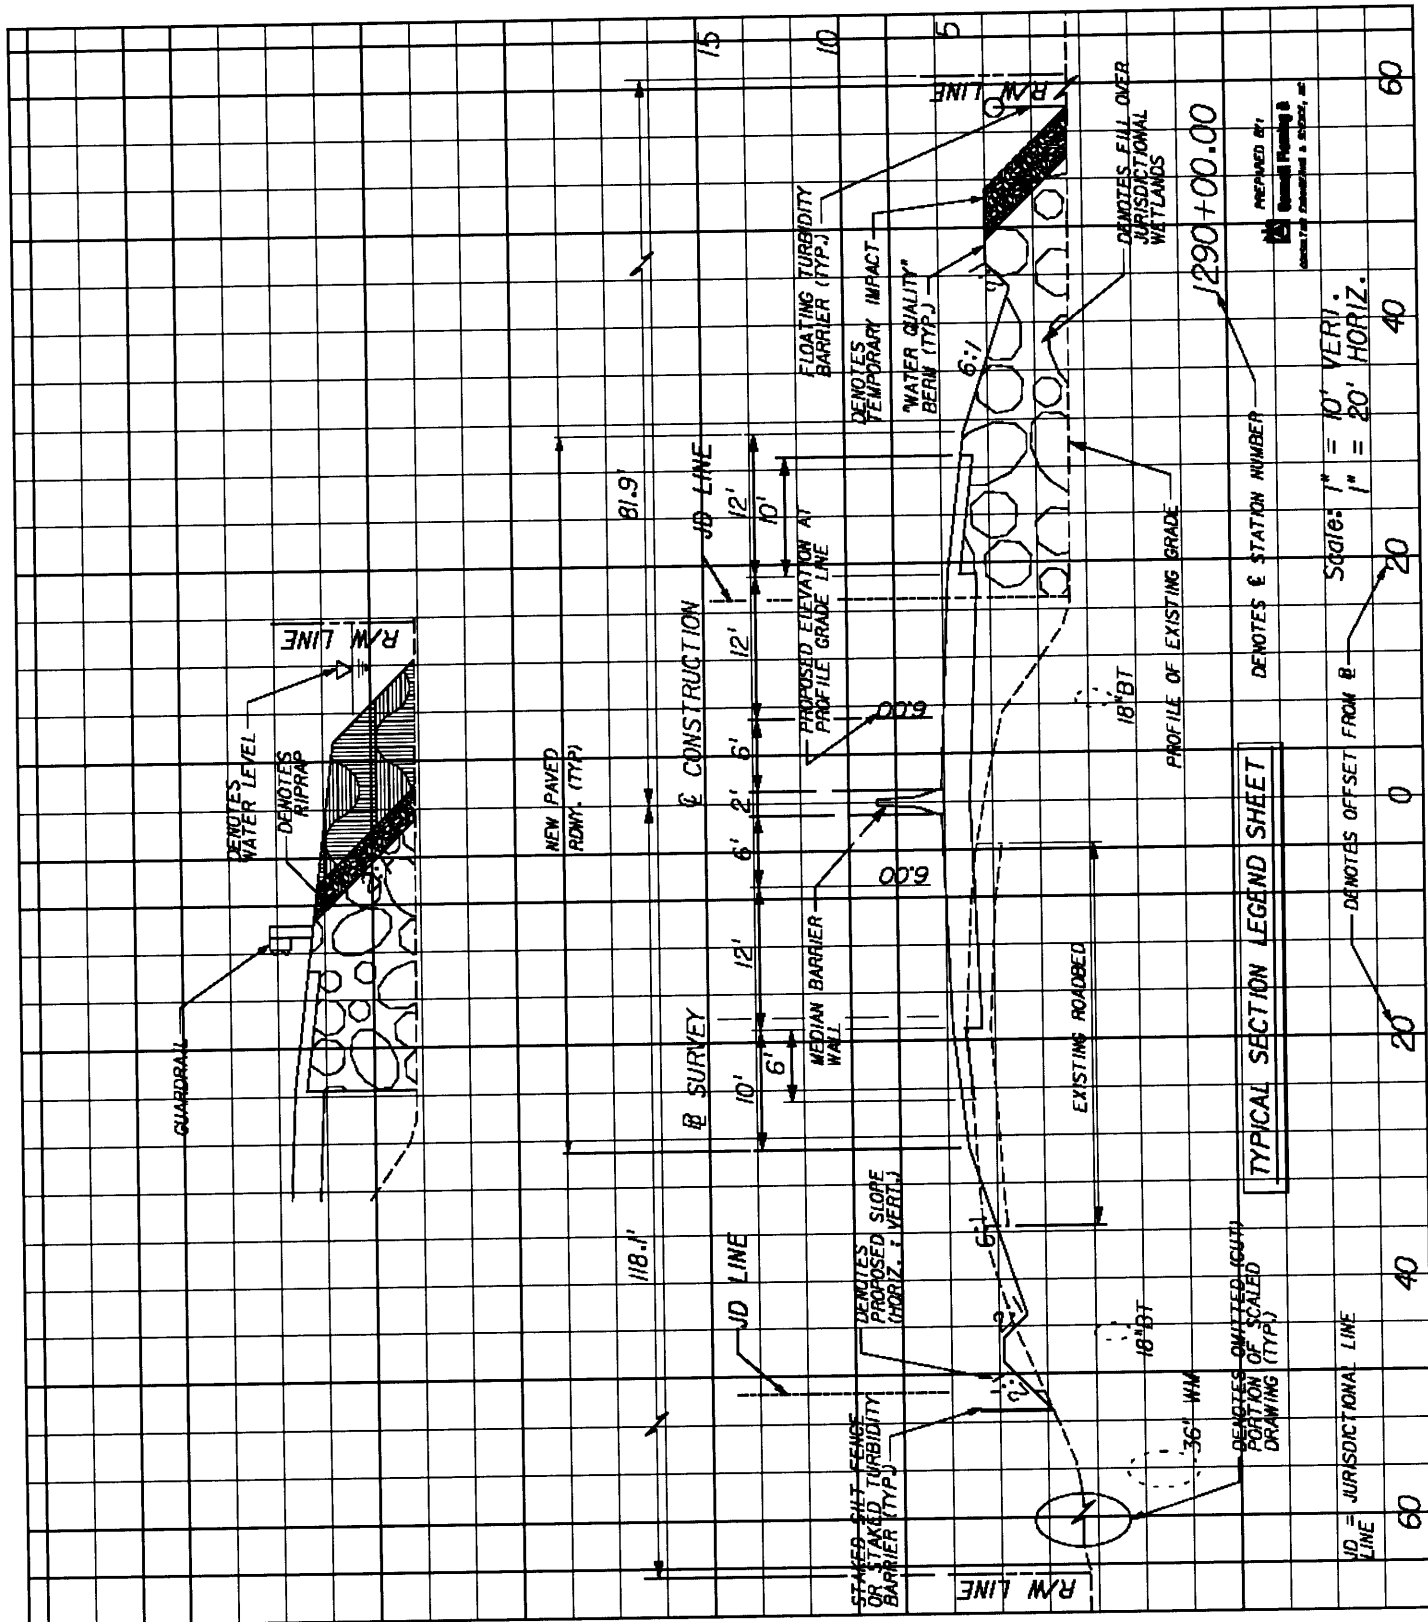 GUARDRAIL
DENOTES
WATER LEVEL
DENOTES
RIPRAP
R/W LINE
NEW PAVED
RDWY. (TYP)
118.1'
81.9'
JD LINE
℄ SURVEY
℄ CONSTRUCTION
JD LINE
10'
12'
6'
2'
6'
12'
12'
6'
10'
15
10
5
STAKED SILT FENCE
OR STAKED TURBIDITY
BARRIER (TYP.)
DENOTES
PROPOSED SLOPE
(HORIZ. : VERT.)
MEDIAN BARRIER
WALL
PROPOSED ELEVATION AT
PROFILE GRADE LINE
6.00
6.00
FLOATING TURBIDITY
BARRIER (TYP.)
DENOTES
TEMPORARY IMPACT
"WATER QUALITY"
BERM (TYP.)
R/W LINE
R/W LINE
2:1
2:1
6:1
6:1
2:1
2:1
EXISTING ROADBED
18"BT
18"BT
36" WM
PROFILE OF EXISTING GRADE
DENOTES FILL OVER
JURISDICTIONAL
WETLANDS
1290+00.00
DENOTES ℄ STATION NUMBER
DENOTES OMITTED (CUT)
PORTION OF SCALED
DRAWING (TYP.)
TYPICAL SECTION LEGEND SHEET
PREPARED BY:
Scale: 1" = 10' VERT.
1" = 20' HORIZ.
JD = JURISDICTIONAL LINE
LINE
DENOTES OFFSET FROM ℄
60
40
20
0
20
40
60